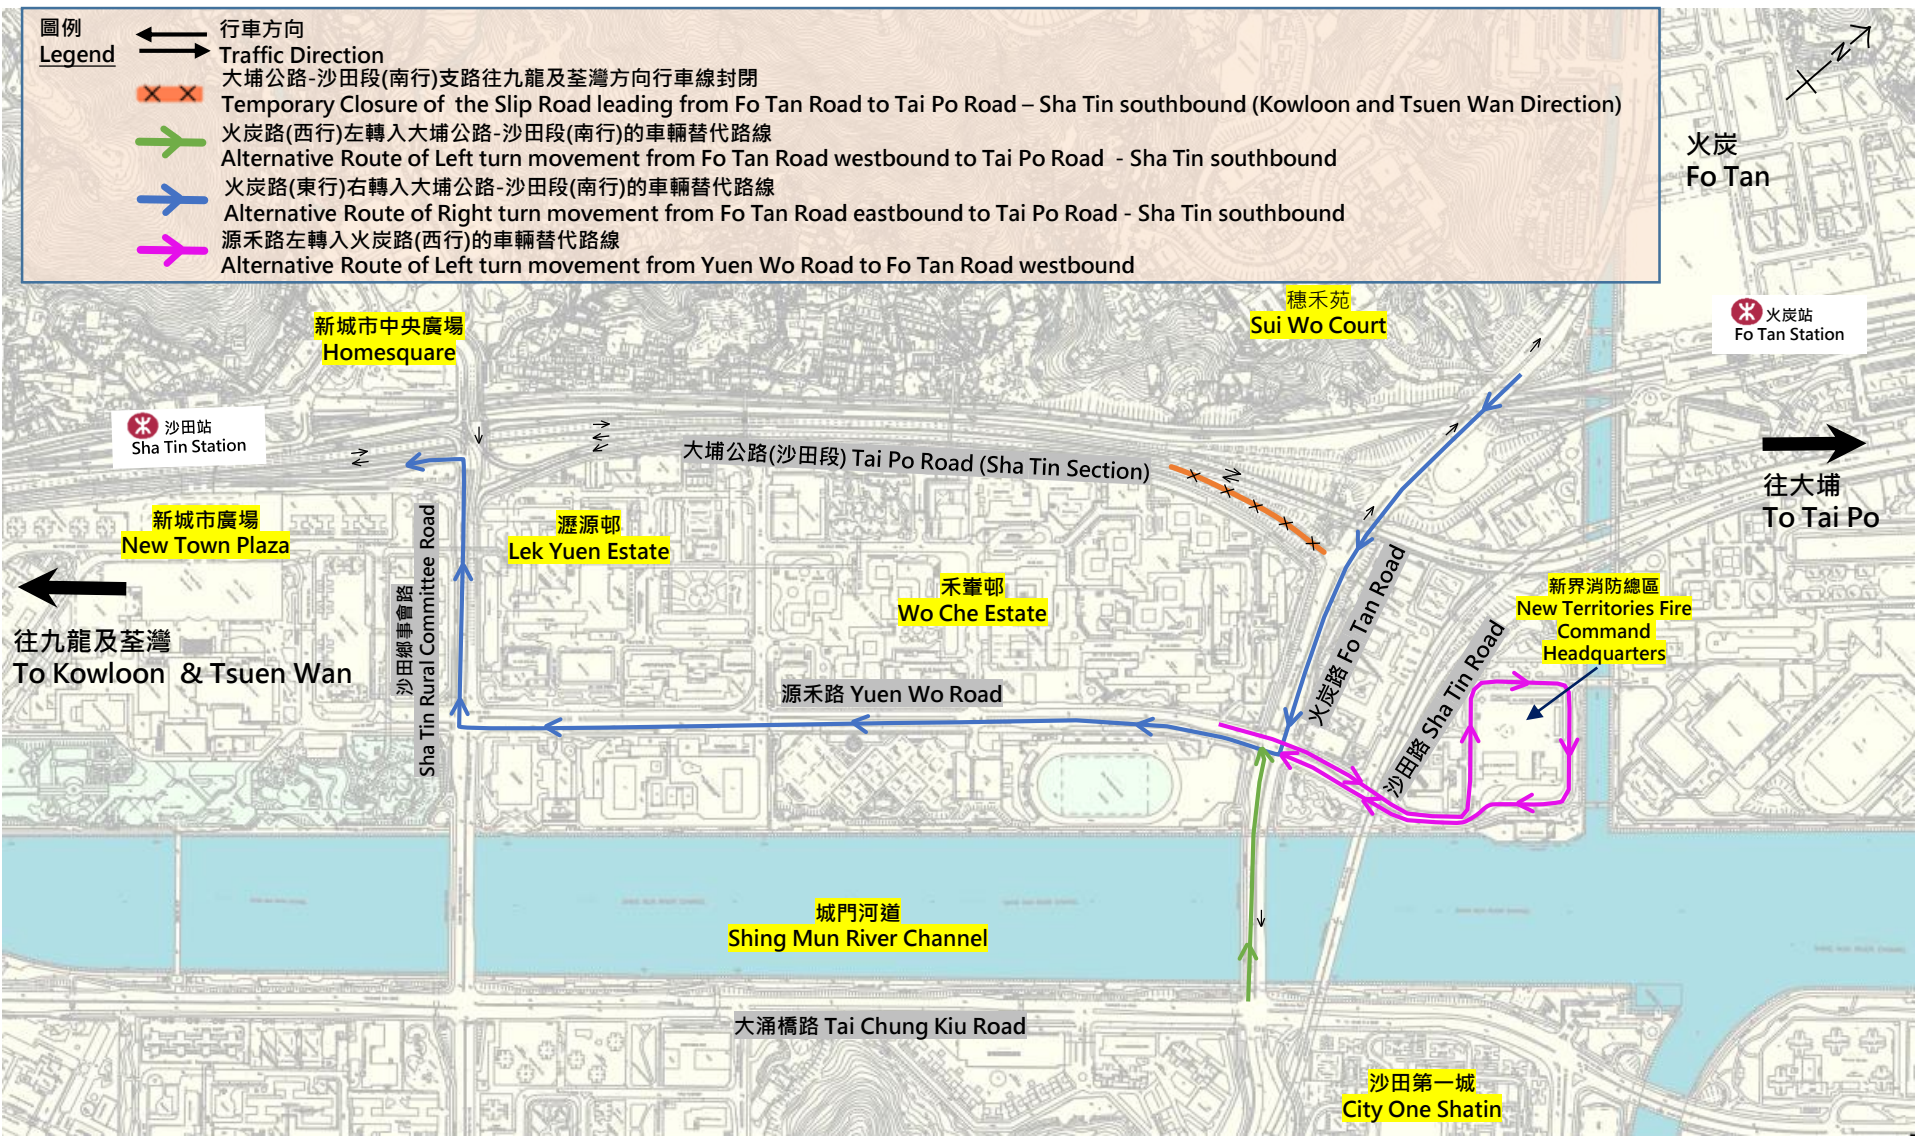 圖例
Legend
行車方向
Traffic Direction
大埔公路-沙田段(南行)支路往九龍及荃灣方向行車線封閉
Temporary Closure of the Slip Road leading from Fo Tan Road to Tai Po Road – Sha Tin southbound (Kowloon and Tsuen Wan Direction)
火炭路(西行)左轉入大埔公路-沙田段(南行)的車輛替代路線
Alternative Route of Left turn movement from Fo Tan Road westbound to Tai Po Road - Sha Tin southbound
火炭路(東行)右轉入大埔公路-沙田段(南行)的車輛替代路線
Alternative Route of Right turn movement from Fo Tan Road eastbound to Tai Po Road - Sha Tin southbound
源禾路左轉入火炭路(西行)的車輛替代路線
Alternative Route of Left turn movement from Yuen Wo Road to Fo Tan Road westbound
N
火炭
Fo Tan
穗禾苑
Sui Wo Court
火炭站
Fo Tan Station
新城市中央廣場
Homesquare
沙田站
Sha Tin Station
大埔公路(沙田段) Tai Po Road (Sha Tin Section)
往大埔
To Tai Po
新城市廣場
New Town Plaza
瀝源邨
Lek Yuen Estate
禾輋邨
Wo Che Estate
沙田鄉事會路
Sha Tin Rural Committee Road
火炭路 Fo Tan Road
沙田路 Sha Tin Road
新界消防總區
New Territories Fire
Command
Headquarters
往九龍及荃灣
To Kowloon & Tsuen Wan
源禾路 Yuen Wo Road
城門河道
Shing Mun River Channel
大涌橋路 Tai Chung Kiu Road
沙田第一城
City One Shatin